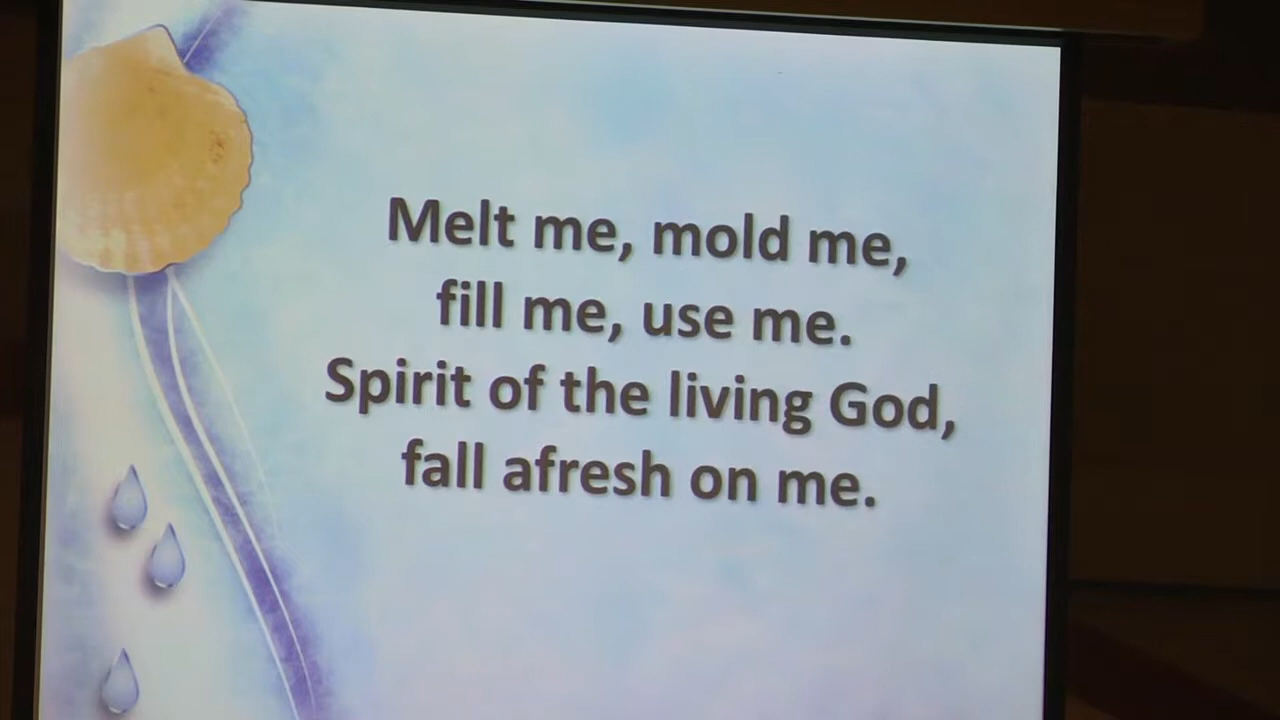 Melt me, mold me,
fill me, use me.
Spirit of the living God,
fall afresh on me.